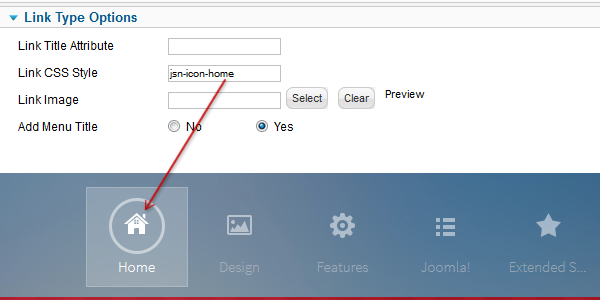 Link Type Options
Link Title Attribute
Link CSS Style jsn-icon-home
Link Image Select Clear Preview
Add Menu Title No Yes
Home Design Features Joomla! Extended S...